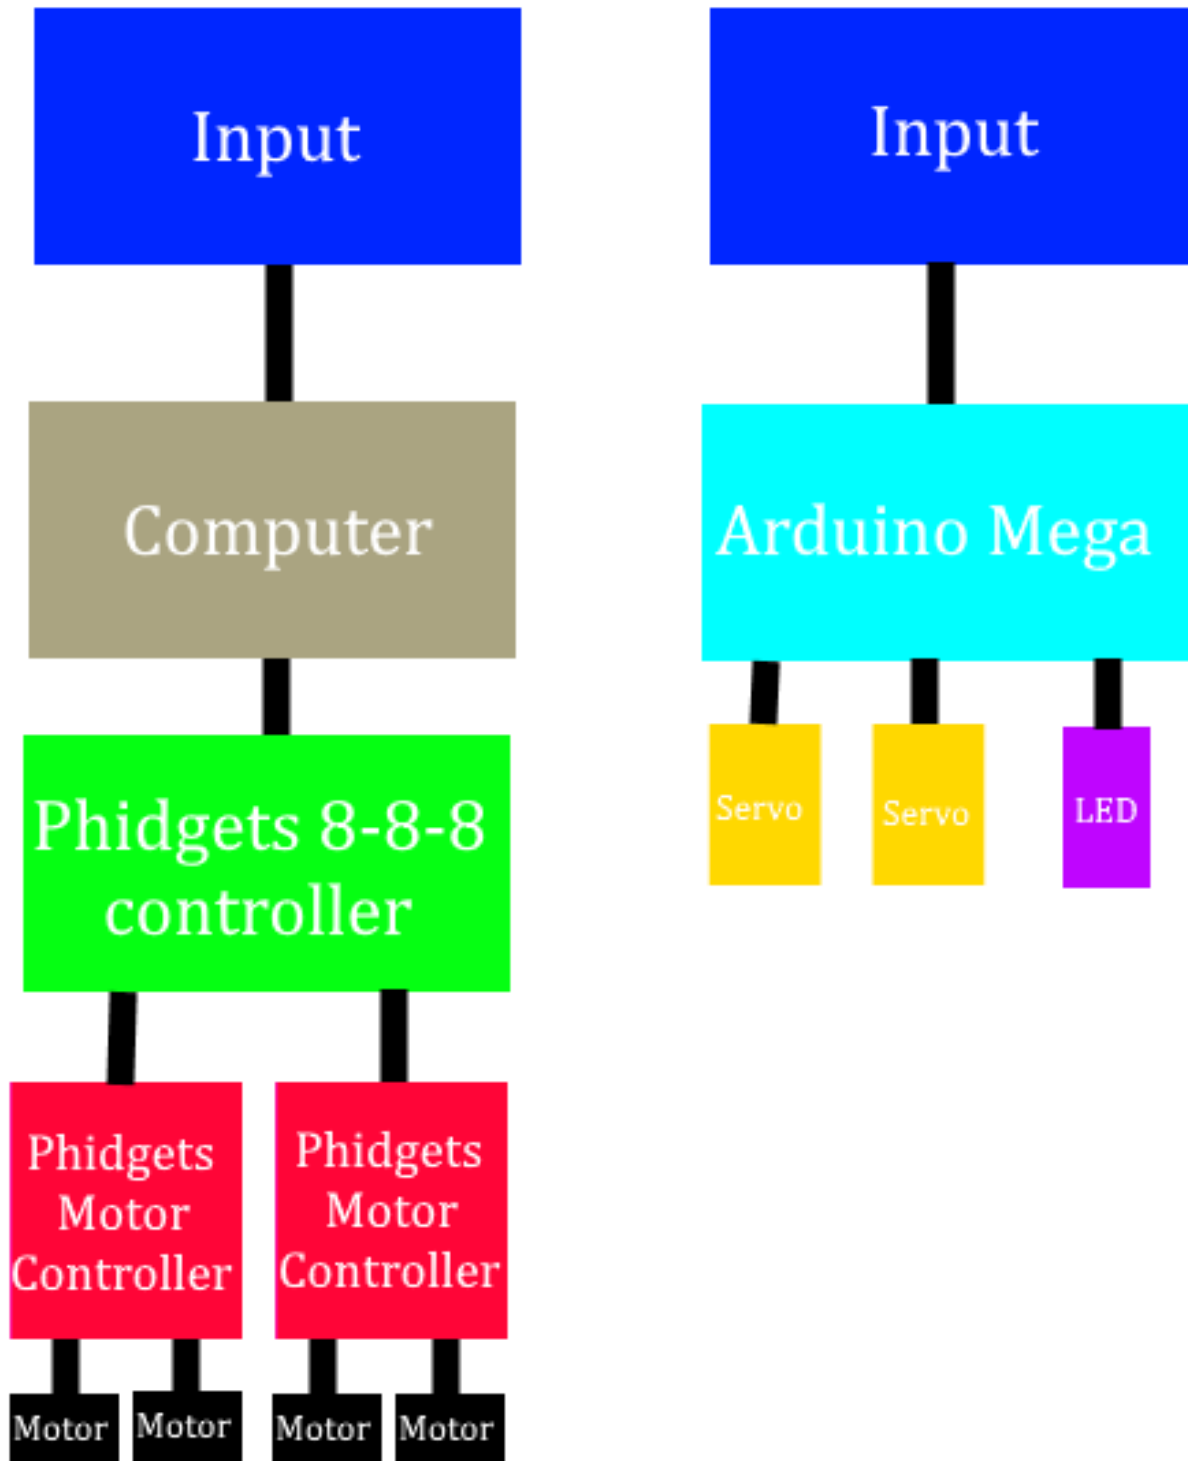 Input
Computer
Phidgets 8-8-8
controller
Phidgets
Motor
Controller
Phidgets
Motor
Controller
Motor
Motor
Motor
Motor
Input
Arduino Mega
Servo
Servo
LED